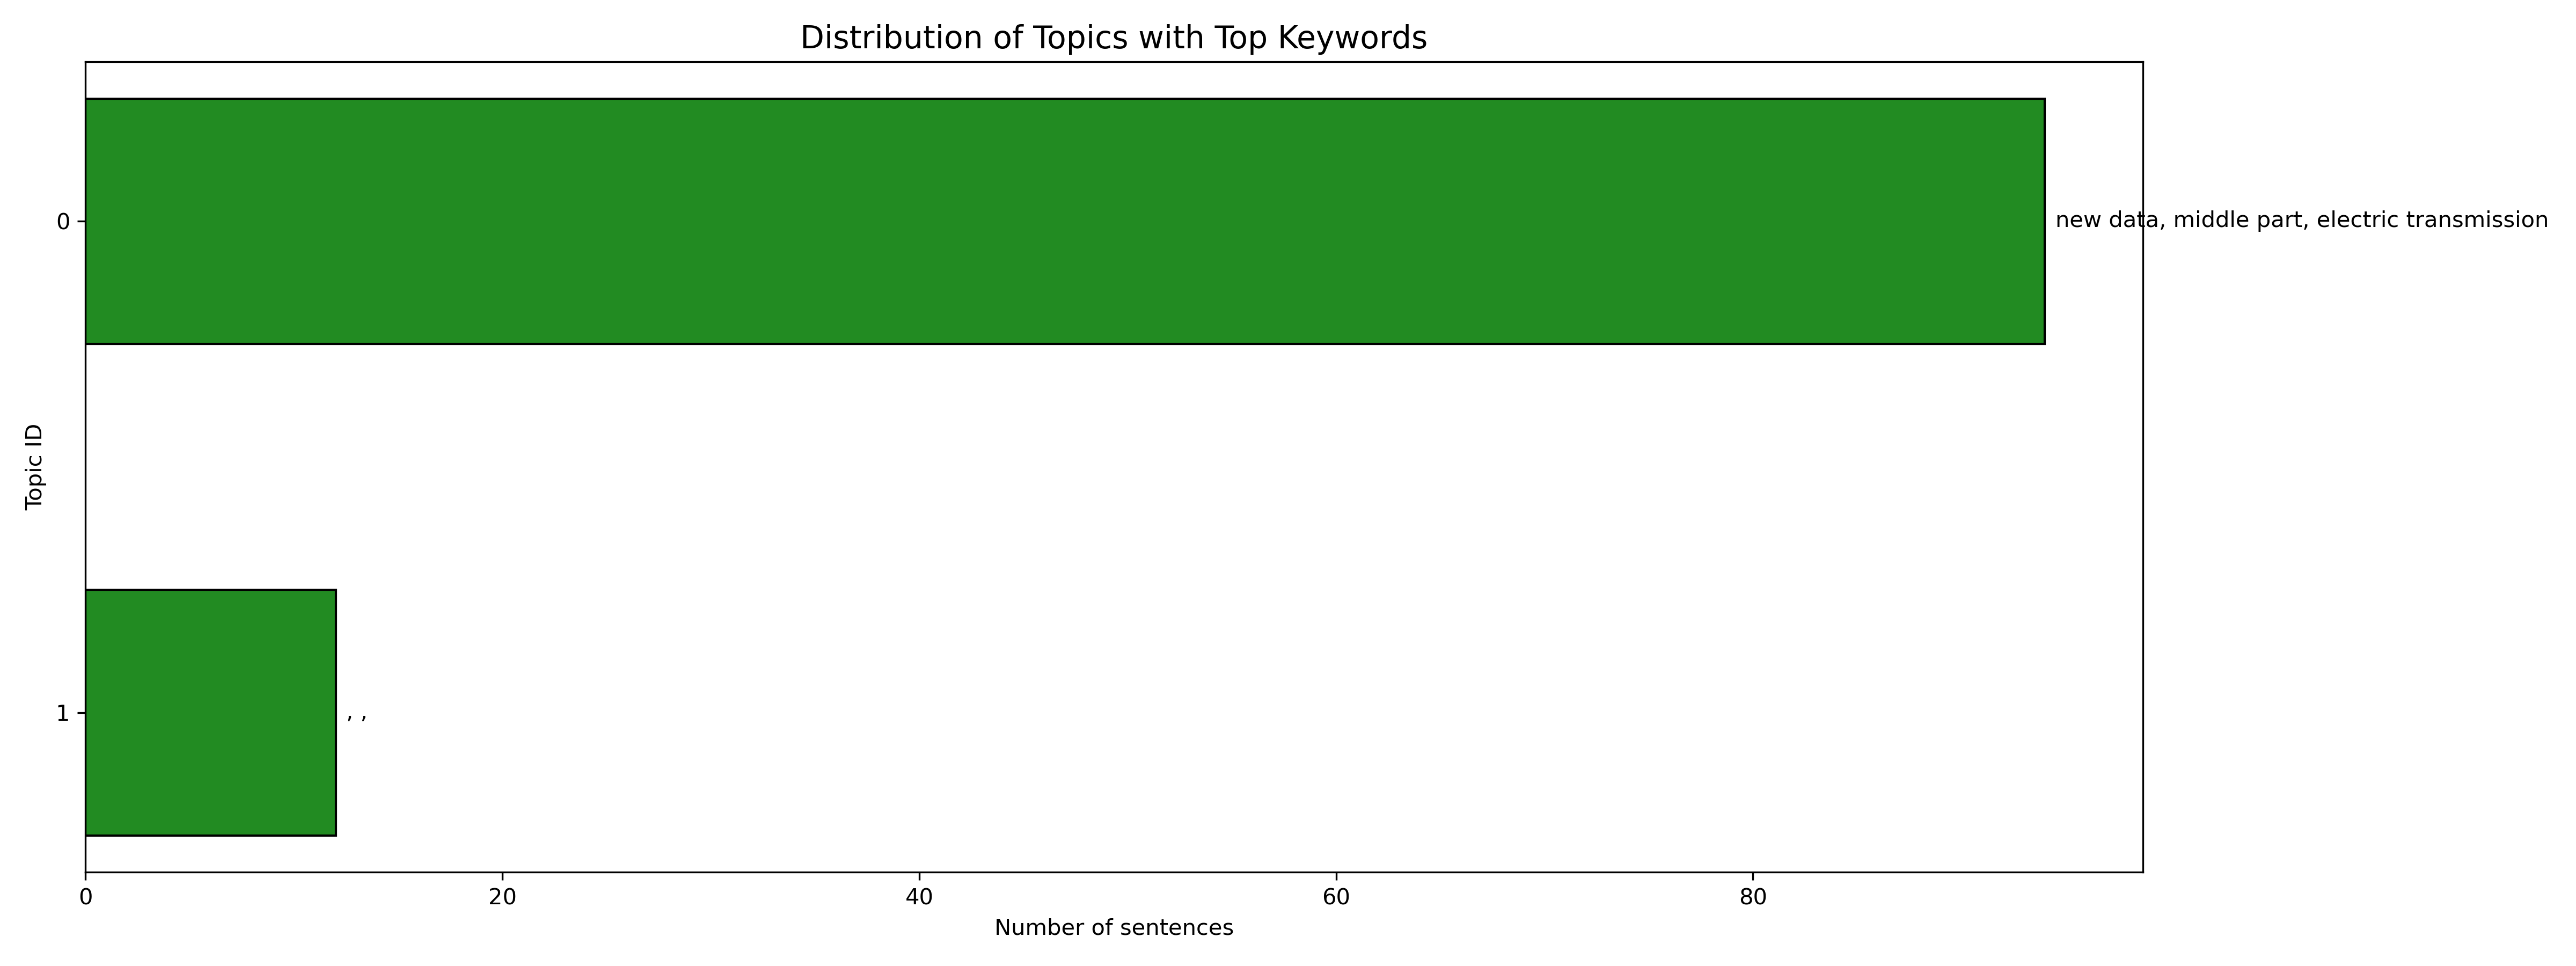 Distribution of Topics with Top Keywords
0
new data, middle part, electric transmission
Topic ID
1
, ,
0 20 40 60 80
Number of sentences